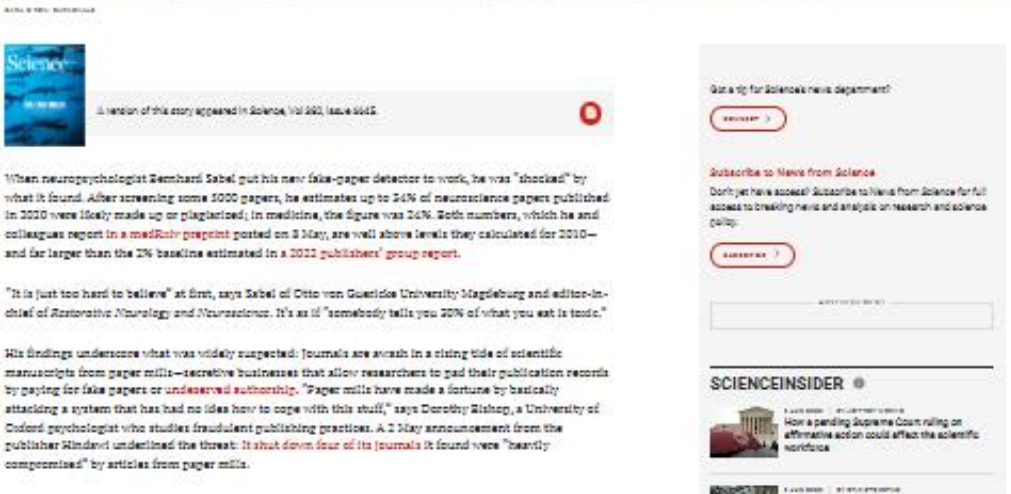 Science
A version of this story appeared in Science, Vol 380, Issue 6645.
When neuropsychologist Bernhard Sabel put his new fake-paper detector to work, he was "shocked" by
what it found. After screening some 5000 papers, he estimates up to 34% of neuroscience papers published
in 2020 were likely made up or plagiarized; in medicine, the figure was 24%. Both numbers, which he and
colleagues report in a medRxiv preprint posted on 8 May, are well above levels they calculated for 2010—
and far larger than the 2% baseline estimated in a 2022 publishers' group report.
"It is just too hard to believe" at first, says Sabel of Otto von Guericke University Magdeburg and editor-in-
chief of Restorative Neurology and Neuroscience. It's as if "somebody tells you 30% of what you eat is toxic."
His findings underscore what was widely suspected: Journals are awash in a rising tide of scientific
manuscripts from paper mills—secretive businesses that allow researchers to pad their publication records
by paying for fake papers or undeserved authorship. "Paper mills have made a fortune by basically
attacking a system that has had no idea how to cope with this stuff," says Dorothy Bishop, a University of
Oxford psychologist who studies fraudulent publishing practices. A 2 May announcement from the
publisher Hindawi underlined the threat: It shut down four of its journals it found were "heavily
compromised" by articles from paper mills.
Got a tip for Science's news department?
Subscribe to News from Science
Don't yet have access? Subscribe to News from Science for full
access to breaking news and analysis on research and science
policy.
SUBSCRIBE
ADVERTISEMENT
SCIENCEINSIDER
How a pending Supreme Court ruling on
affirmative action could affect the scientific
workforce